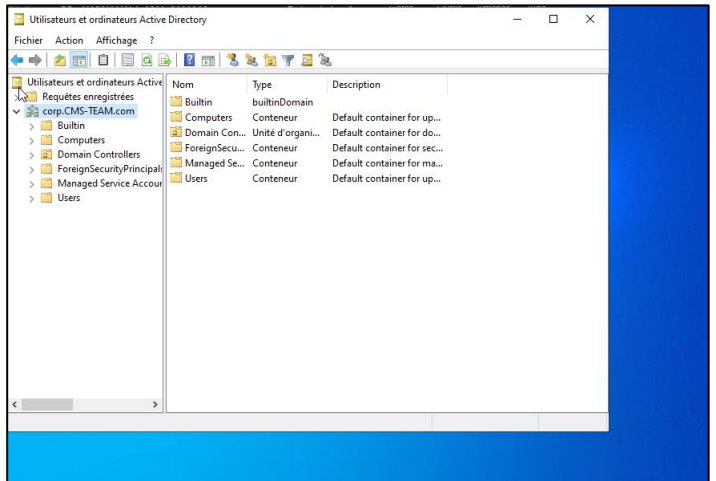 Utilisateurs et ordinateurs Active Directory
Fichier Action Affichage ?
Utilisateurs et ordinateurs Active
Requêtes enregistrées
corp.CMS-TEAM.com
Builtin
Computers
Domain Controllers
ForeignSecurityPrincipals
Managed Service Accour
Users
Nom Type Description
Builtin builtinDomain
Computers Conteneur Default container for up...
Domain Con... Unité d'organi... Default container for do...
ForeignSecu... Conteneur Default container for sec...
Managed Se... Conteneur Default container for ma...
Users Conteneur Default container for up...